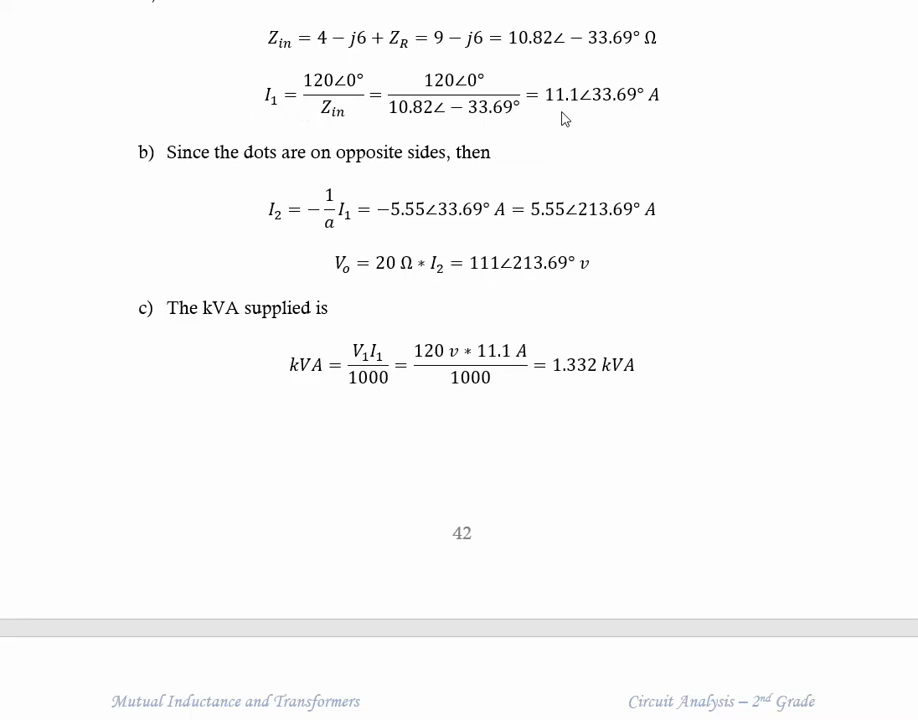 Z_in = 4 − j6 + Z_R = 9 − j6 = 10.82∠ − 33.69° Ω
I_1 = 120∠0° / Z_in = 120∠0° / 10.82∠ − 33.69° = 11.1∠33.69° A
b) Since the dots are on opposite sides, then
I_2 = − 1/a I_1 = −5.55∠33.69° A = 5.55∠213.69° A
V_o = 20 Ω * I_2 = 111∠213.69° v
c) The kVA supplied is
kVA = V_1I_1 / 1000 = 120 v * 11.1 A / 1000 = 1.332 kVA
42
Mutual Inductance and Transformers Circuit Analysis – 2nd Grade